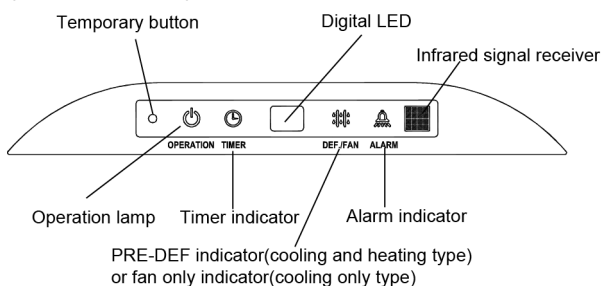 Temporary button
Digital LED
Infrared signal receiver
OPERATION TIMER DEF./FAN ALARM
Operation lamp
Timer indicator
Alarm indicator
PRE-DEF indicator(cooling and heating type)
or fan only indicator(cooling only type)